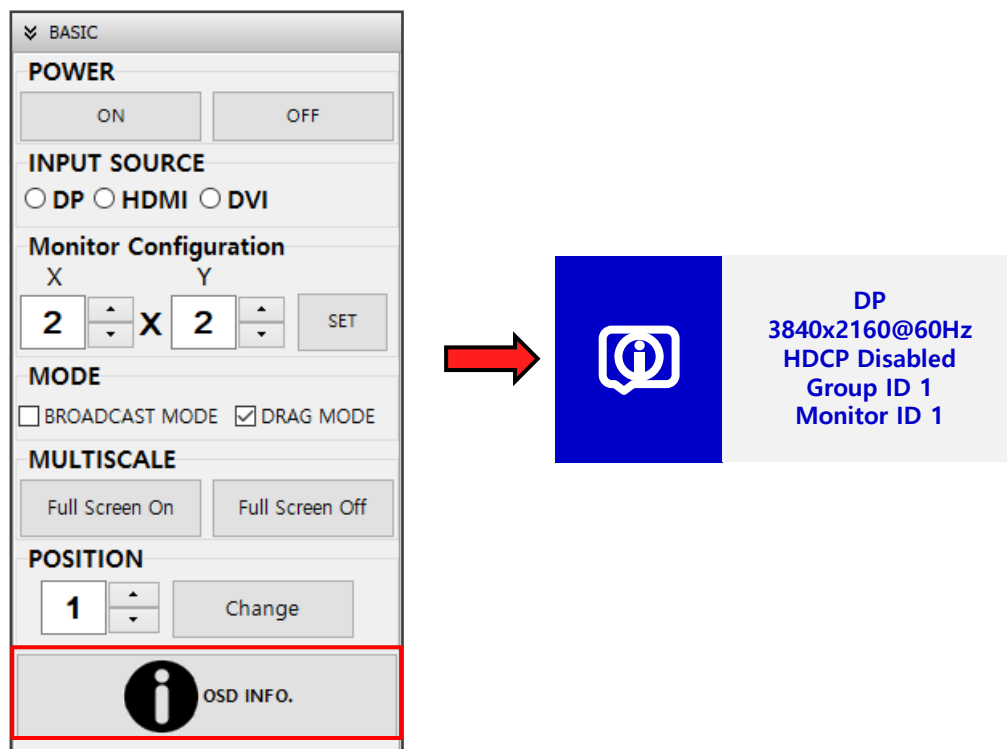 BASIC
POWER
ON OFF
INPUT SOURCE
DP HDMI DVI
Monitor Configuration
X Y
2 X 2 SET
MODE
BROADCAST MODE DRAG MODE
MULTISCALE
Full Screen On Full Screen Off
POSITION
1 Change
OSD INFO.
DP
3840x2160@60Hz
HDCP Disabled
Group ID 1
Monitor ID 1